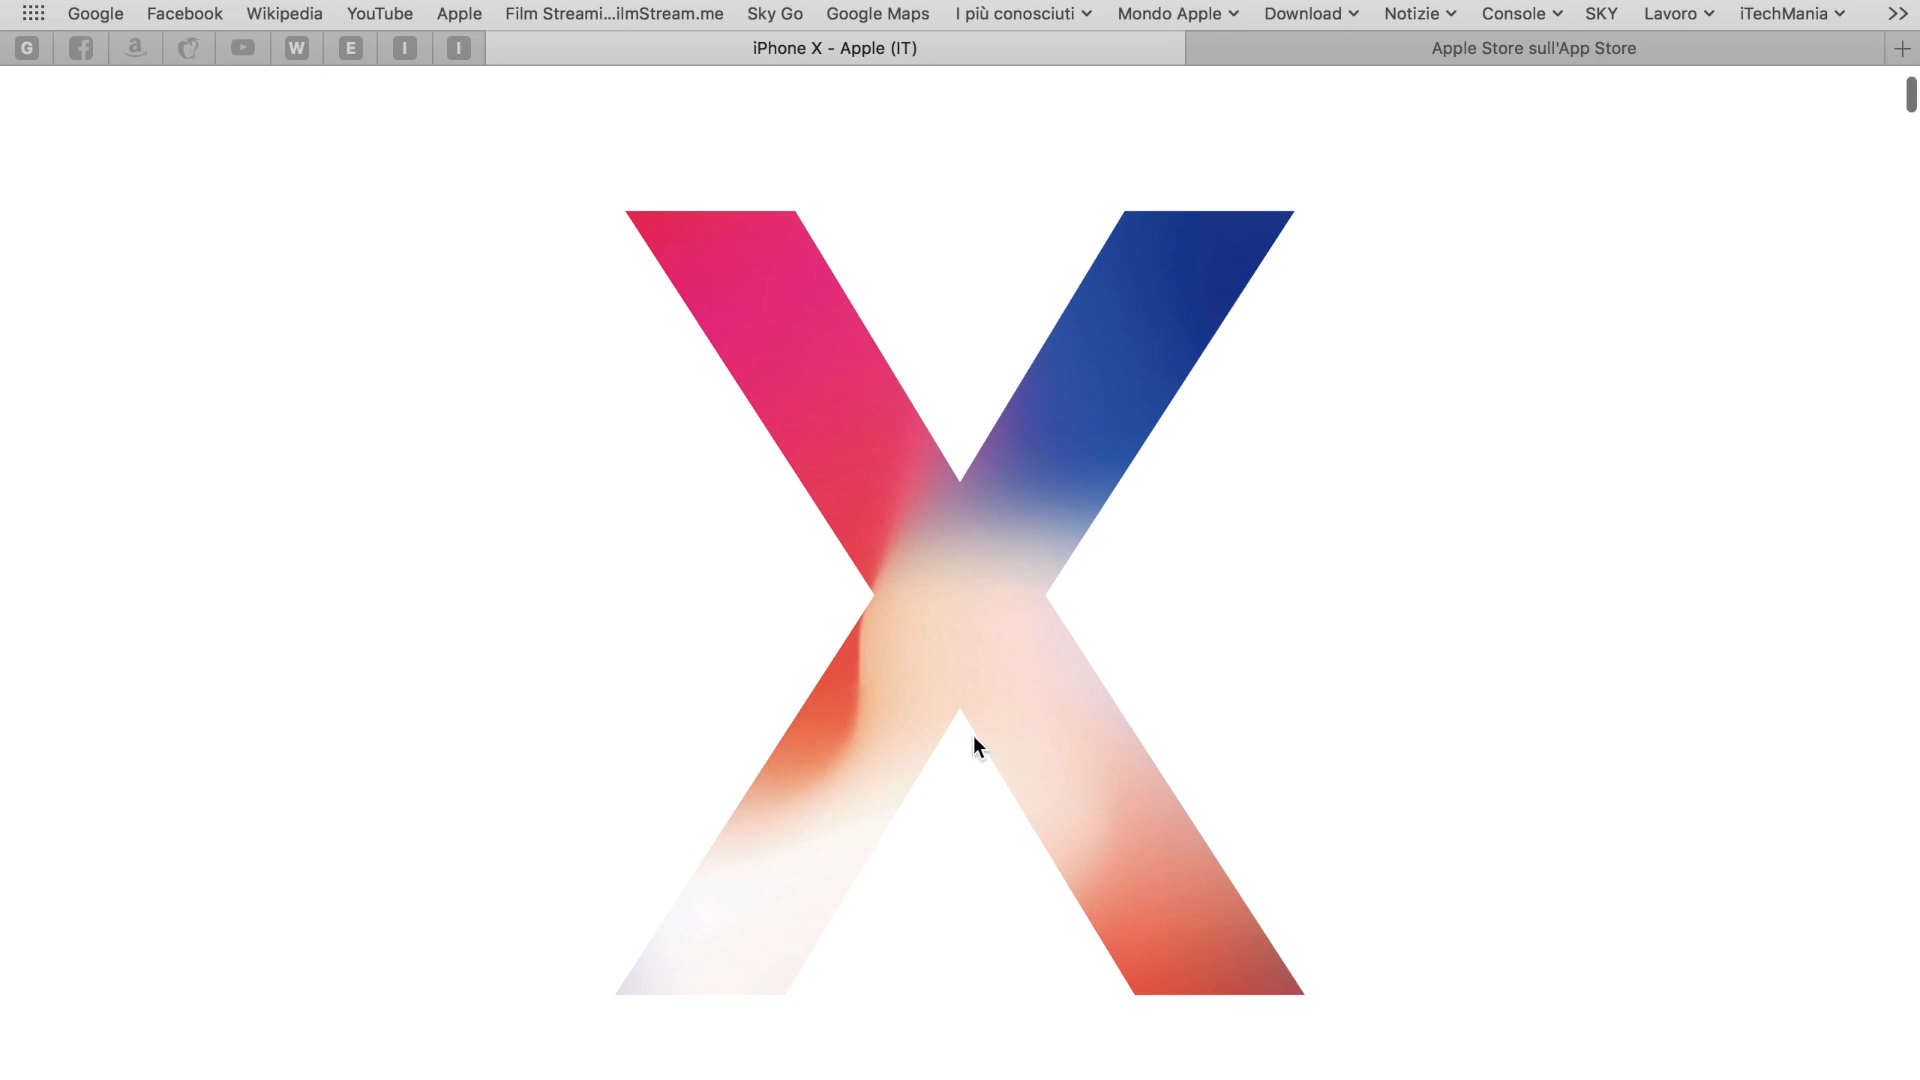 Google Facebook Wikipedia YouTube Apple Film Streami...ilmStream.me Sky Go Google Maps I più conosciuti Mondo Apple Download Notizie Console SKY Lavoro iTechMania
G W E I I iPhone X - Apple (IT) Apple Store sull'App Store
X